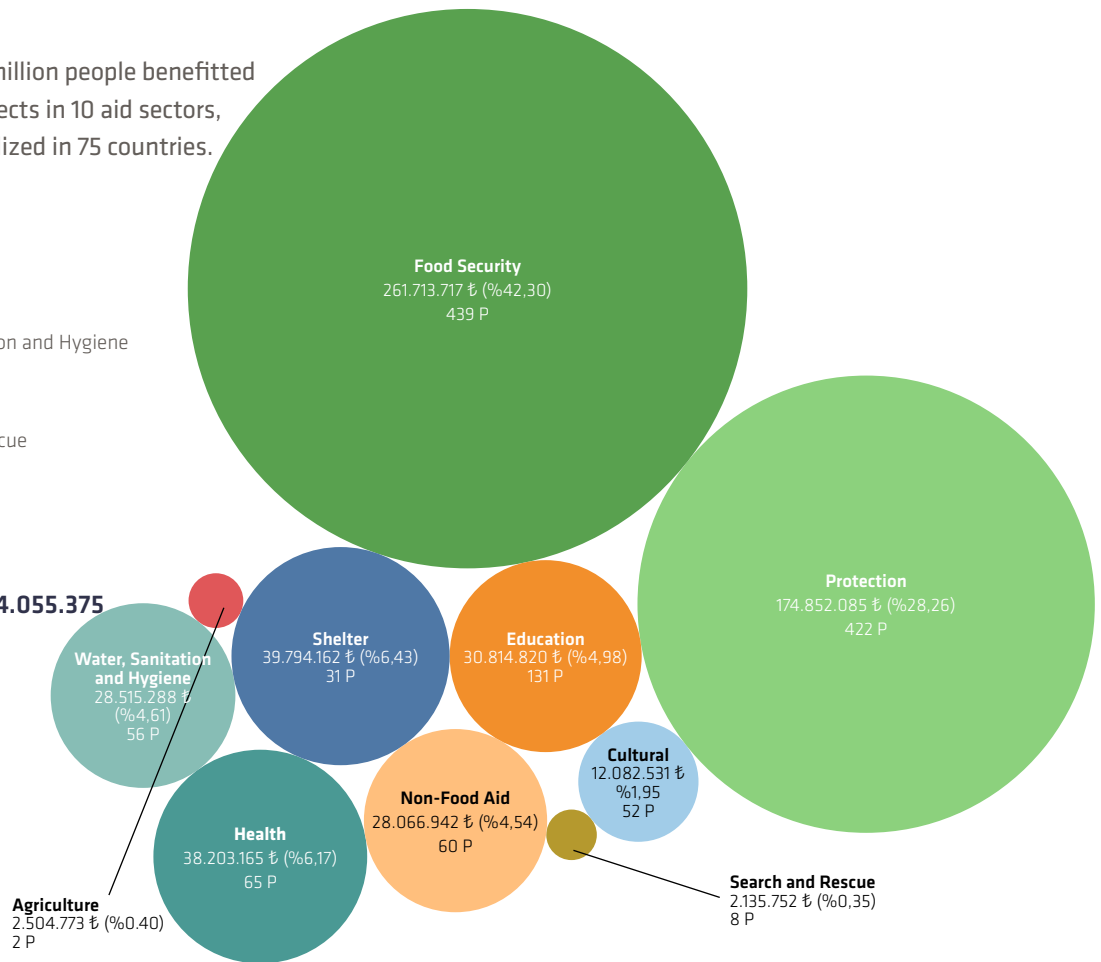 million people benefitted
ects in 10 aid sectors,
lized in 75 countries.
Food Security
261.713.717 ₺ (%42,30)
439 P
on and Hygiene
cue
4.055.375
Protection
174.852.085 ₺ (%28,26)
422 P
Shelter
39.794.162 ₺ (%6,43)
31 P
Education
30.814.820 ₺ (%4,98)
131 P
Water, Sanitation
and Hygiene
28.515.288 ₺
(%4,61)
56 P
Cultural
12.082.531 ₺
%1,95
52 P
Non-Food Aid
28.066.942 ₺ (%4,54)
60 P
Health
38.203.165 ₺ (%6,17)
65 P
Agriculture
2.504.773 ₺ (%0.40)
2 P
Search and Rescue
2.135.752 ₺ (%0,35)
8 P